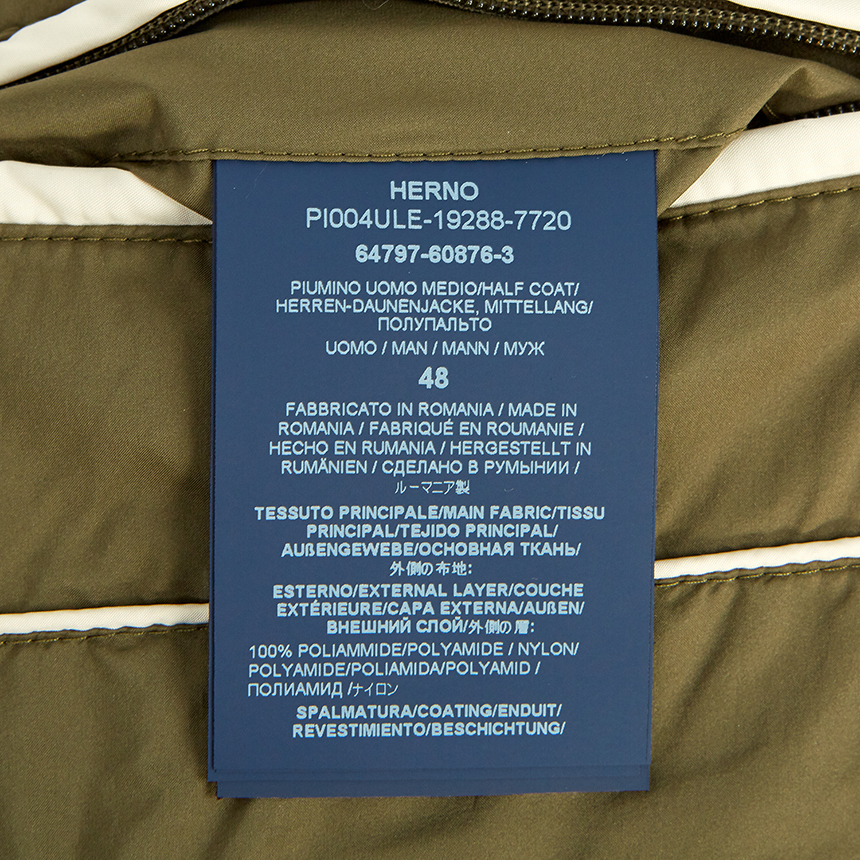 HERNO
PI004ULE-19288-7720
64797-60876-3
PIUMINO UOMO MEDIO/HALF COAT/
HERREN-DAUNENJACKE, MITTELLANG/
ПОЛУПАЛЬТО
UOMO / MAN / MANN / МУЖ
48
FABBRICATO IN ROMANIA / MADE IN
ROMANIA / FABRIQUÉ EN ROUMANIE /
HECHO EN RUMANIA / HERGESTELLT IN
RUMÄNIEN / СДЕЛАНО В РУМЫНИИ /
ルーマニア製
TESSUTO PRINCIPALE/MAIN FABRIC/TISSU
PRINCIPAL/TEJIDO PRINCIPAL/
AUßENGEWEBE/ОСНОВНАЯ ТКАНЬ/
外側の布地:
ESTERNO/EXTERNAL LAYER/COUCHE
EXTÉRIEURE/CAPA EXTERNA/AUßEN/
ВНЕШНИЙ СЛОЙ/外側の層:
100% POLIAMMIDE/POLYAMIDE / NYLON/
POLYAMIDE/POLIAMIDA/POLYAMID /
ПОЛИАМИД /ナイロン
SPALMATURA/COATING/ENDUIT/
REVESTIMIENTO/BESCHICHTUNG/